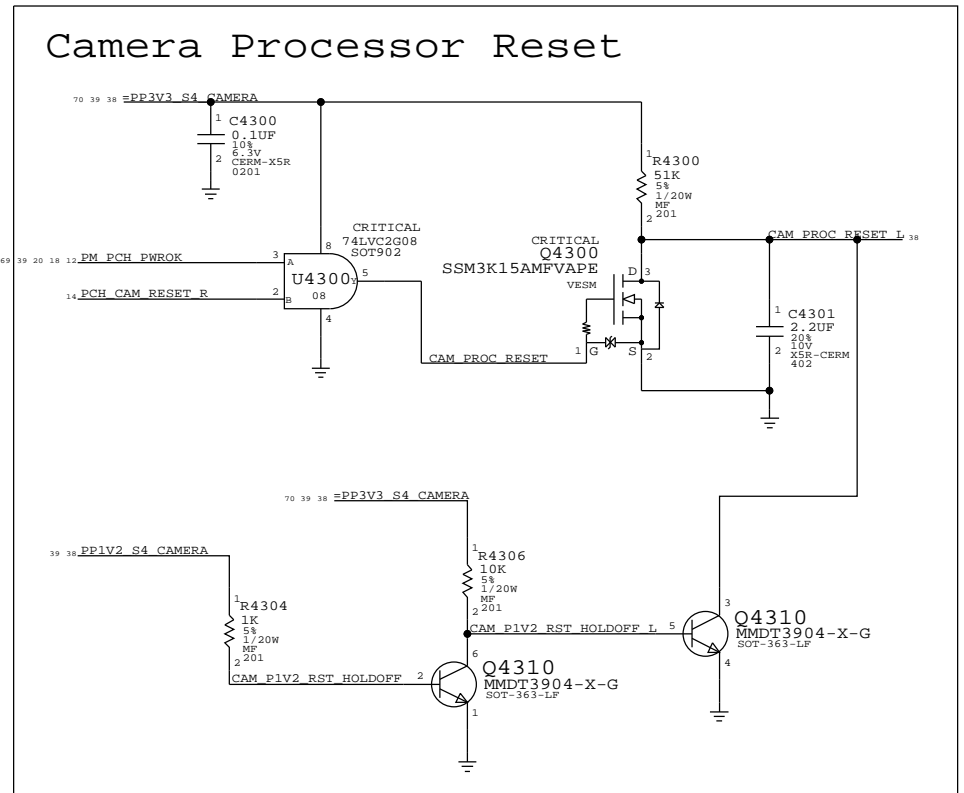 Camera Processor Reset
70 39 38 =PP3V3_S4_CAMERA
1
C4300
0.1UF
10%
6.3V
2
CERM-X5R
0201
1
R4300
51K
5%
1/20W
MF
2 201
CRITICAL
74LVC2G08
SOT902
8
69 39 20 18 12 PM_PCH_PWROK
3
A
U4300
Y
5
08
14 PCH_CAM_RESET_R
2
B
4
CAM_PROC_RESET
CRITICAL
Q4300
SSM3K15AMFVAPE
VESM
D
3
1
G
S
2
CAM_PROC_RESET_L 38
1
C4301
2.2UF
20%
10V
2
X5R-CERM
402
70 39 38 =PP3V3_S4_CAMERA
39 38 PP1V2_S4_CAMERA
1
R4306
10K
5%
1/20W
MF
2 201
1
R4304
1K
5%
1/20W
MF
2 201
CAM_P1V2_RST_HOLDOFF_L
5
3
Q4310
MMDT3904-X-G
SOT-363-LF
4
CAM_P1V2_RST_HOLDOFF
2
6
Q4310
MMDT3904-X-G
SOT-363-LF
1